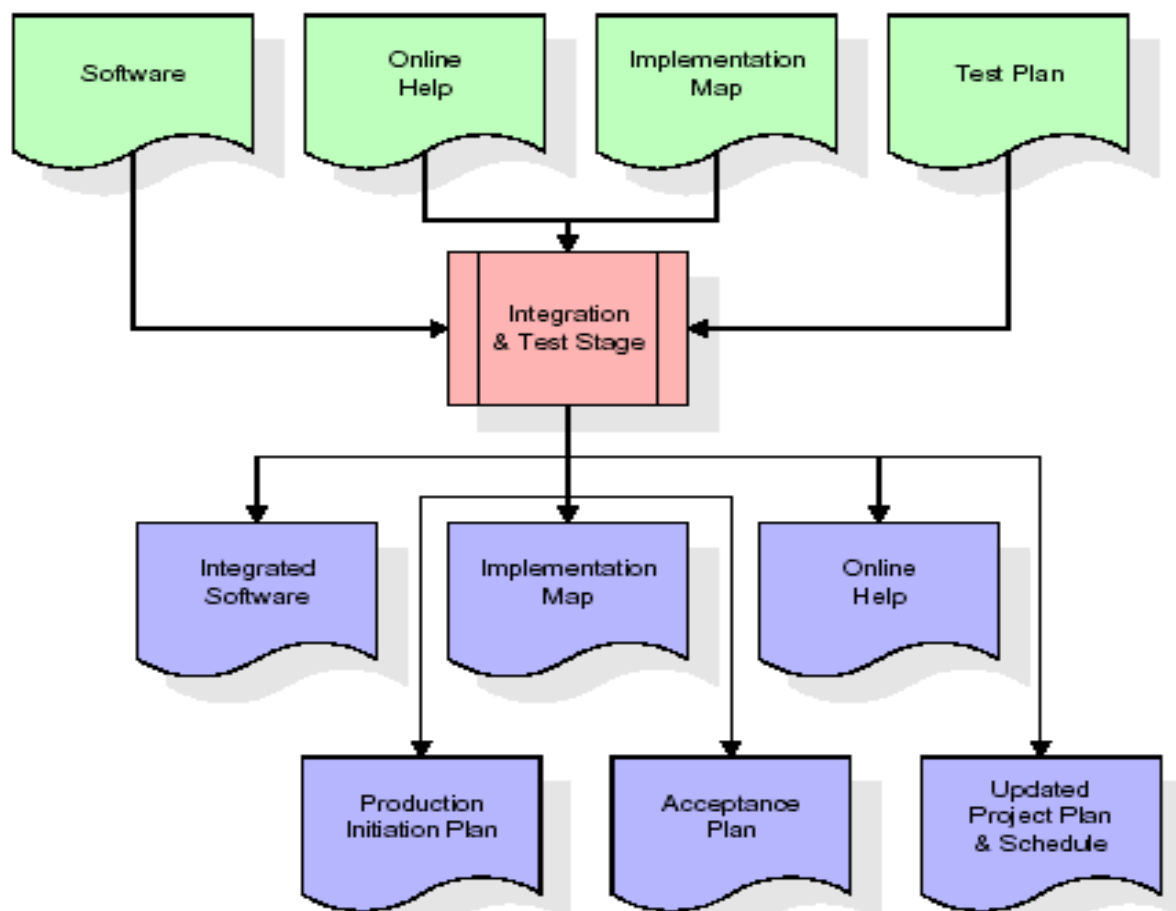 Software
Online
Help
Implementation
Map
Test Plan
Integration
& Test Stage
Integrated
Software
Implementation
Map
Online
Help
Production
Initiation Plan
Acceptance
Plan
Updated
Project Plan
& Schedule